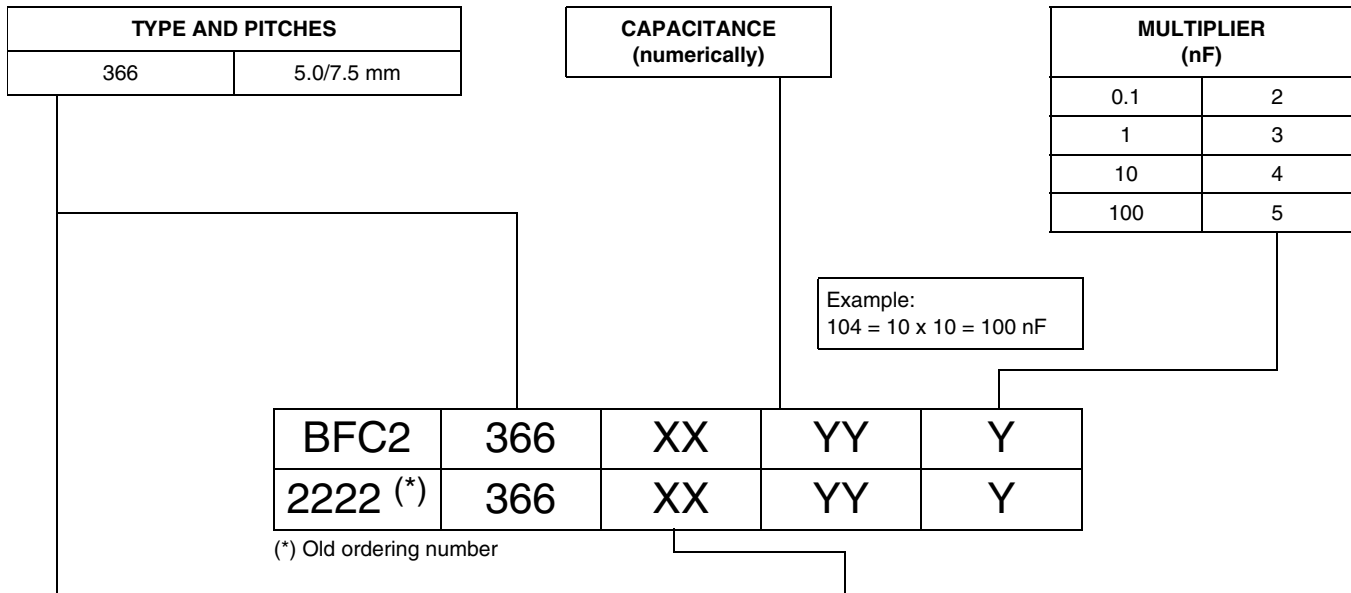 TYPE AND PITCHES
366 5.0/7.5 mm
CAPACITANCE
(numerically)
MULTIPLIER
(nF)
0.1 2
1 3
10 4
100 5
Example:
104 = 10 x 10 = 100 nF
BFC2 366 XX YY Y
2222 (*) 366 XX YY Y
(*) Old ordering number